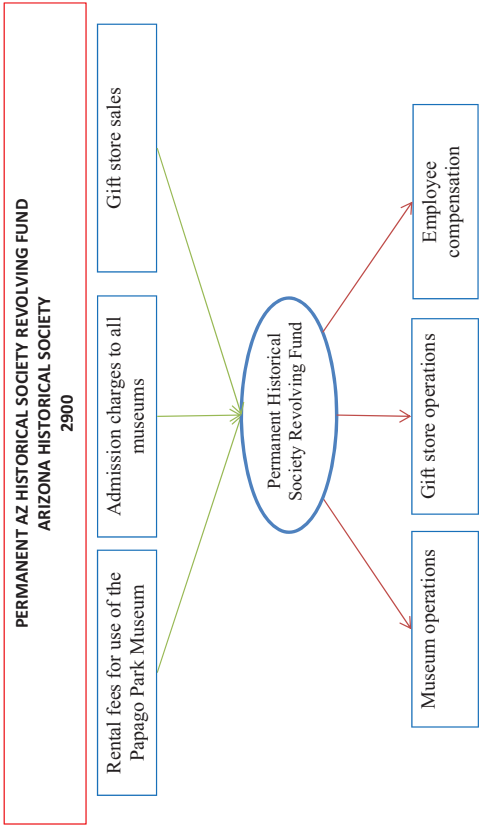 PERMANENT AZ HISTORICAL SOCIETY REVOLVING FUND
ARIZONA HISTORICAL SOCIETY
2900
Rental fees for use of the
Papago Park Museum
Admission charges to all
museums
Gift store sales
Permanent Historical
Society Revolving Fund
Museum operations
Gift store operations
Employee
compensation